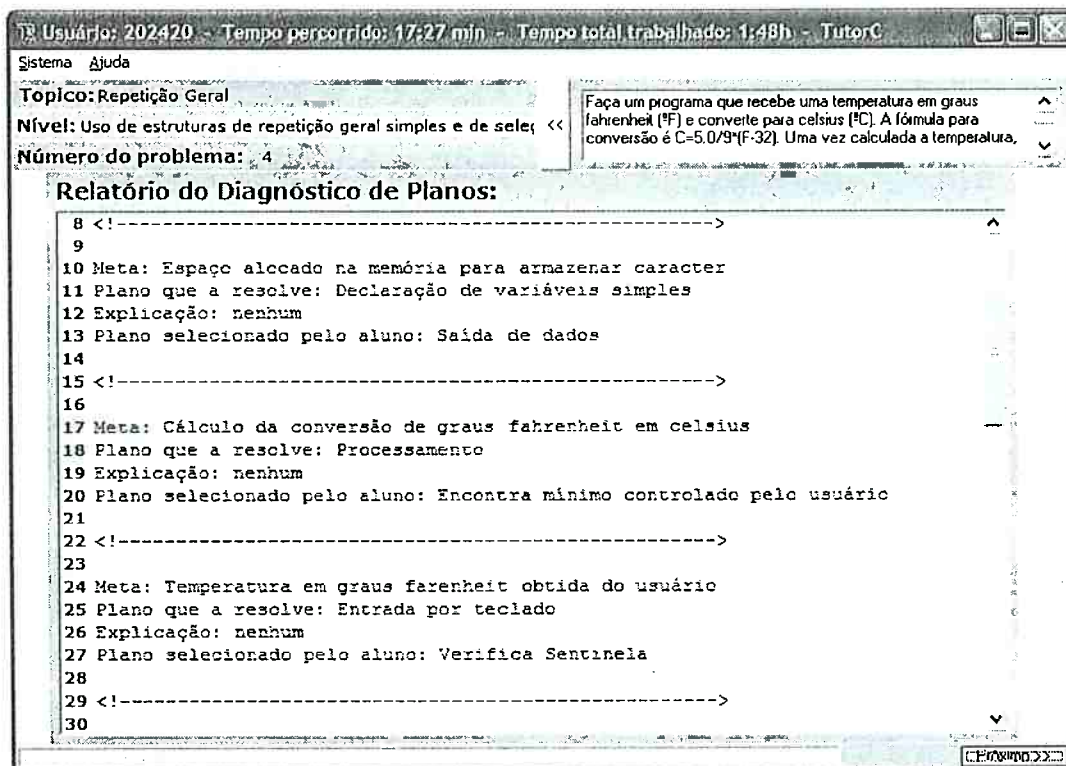 Usuário: 202420 - Tempo percorrido: 17:27 min - Tempo total trabalhado: 1:48h - TutorC
Sistema Ajuda
Topico: Repetição Geral
Nível: Uso de estruturas de repetição geral simples e de seleç <<
Número do problema: 4
Faça um programa que recebe uma temperatura em graus
fahrenheit (ºF) e converte para celsius (ºC). A fórmula para
conversão é C=5.0/9*(F-32). Uma vez calculada a temperatura,
Relatório do Diagnóstico de Planos:
8 <!------------------------------------------------------->
9
10 Meta: Espaço alocado na memória para armazenar caracter
11 Plano que a resolve: Declaração de variáveis simples
12 Explicação: nenhum
13 Plano selecionado pelo aluno: Saída de dados
14
15 <!------------------------------------------------------->
16
17 Meta: Cálculo da conversão de graus fahrenheit em celsius
18 Plano que a resolve: Processamento
19 Explicação: nenhum
20 Plano selecionado pelo aluno: Encontra mínimo controlado pelo usuário
21
22 <!------------------------------------------------------->
23
24 Meta: Temperatura em graus farenheit obtida do usuário
25 Plano que a resolve: Entrada por teclado
26 Explicação: nenhum
27 Plano selecionado pelo aluno: Verifica Sentinela
28
29 <!------------------------------------------------------->
30
Próximo>>